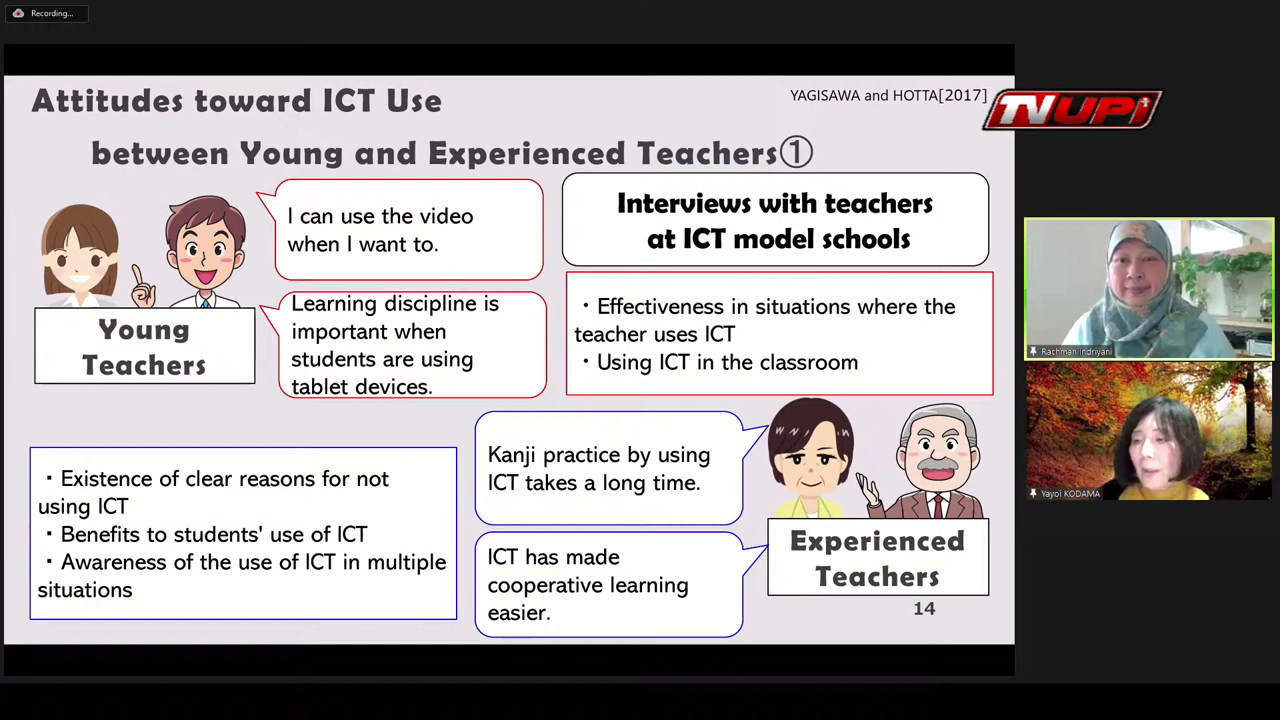 Recording...
Attitudes toward ICT Use
YAGISAWA and HOTTA[2017]
TVUPI
between Young and Experienced Teachers①
I can use the video
when I want to.
Interviews with teachers
at ICT model schools
Young
Teachers
Learning discipline is
important when
students are using
tablet devices.
・Effectiveness in situations where the
teacher uses ICT
・Using ICT in the classroom
Rachman Indriyani
・Existence of clear reasons for not
using ICT
・Benefits to students' use of ICT
・Awareness of the use of ICT in multiple
situations
Kanji practice by using
ICT takes a long time.
Yayoi KODAMA
ICT has made
cooperative learning
easier.
Experienced
Teachers
14